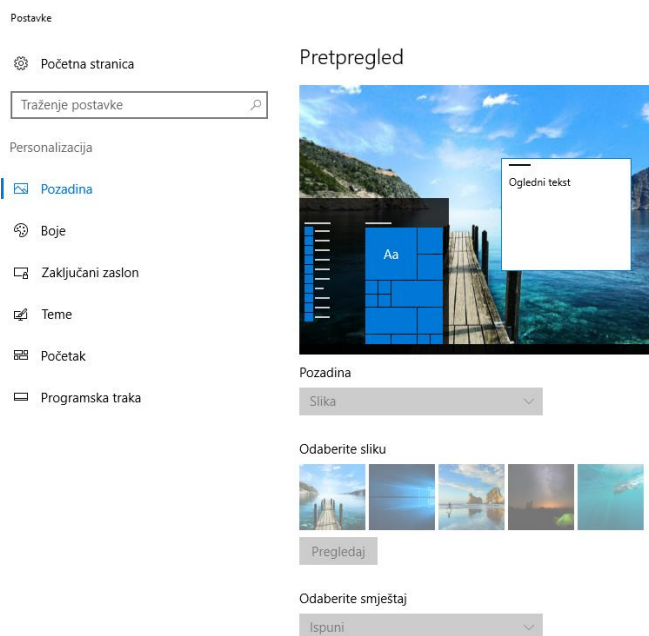 Postavke
Početna stranica
Traženje postavke
Personalizacija
Pozadina
Boje
Zaključani zaslon
Teme
Početak
Programska traka
Pretpregled
Ogledni tekst
Aa
Pozadina
Slika
Odaberite sliku
Pregledaj
Odaberite smještaj
Ispuni